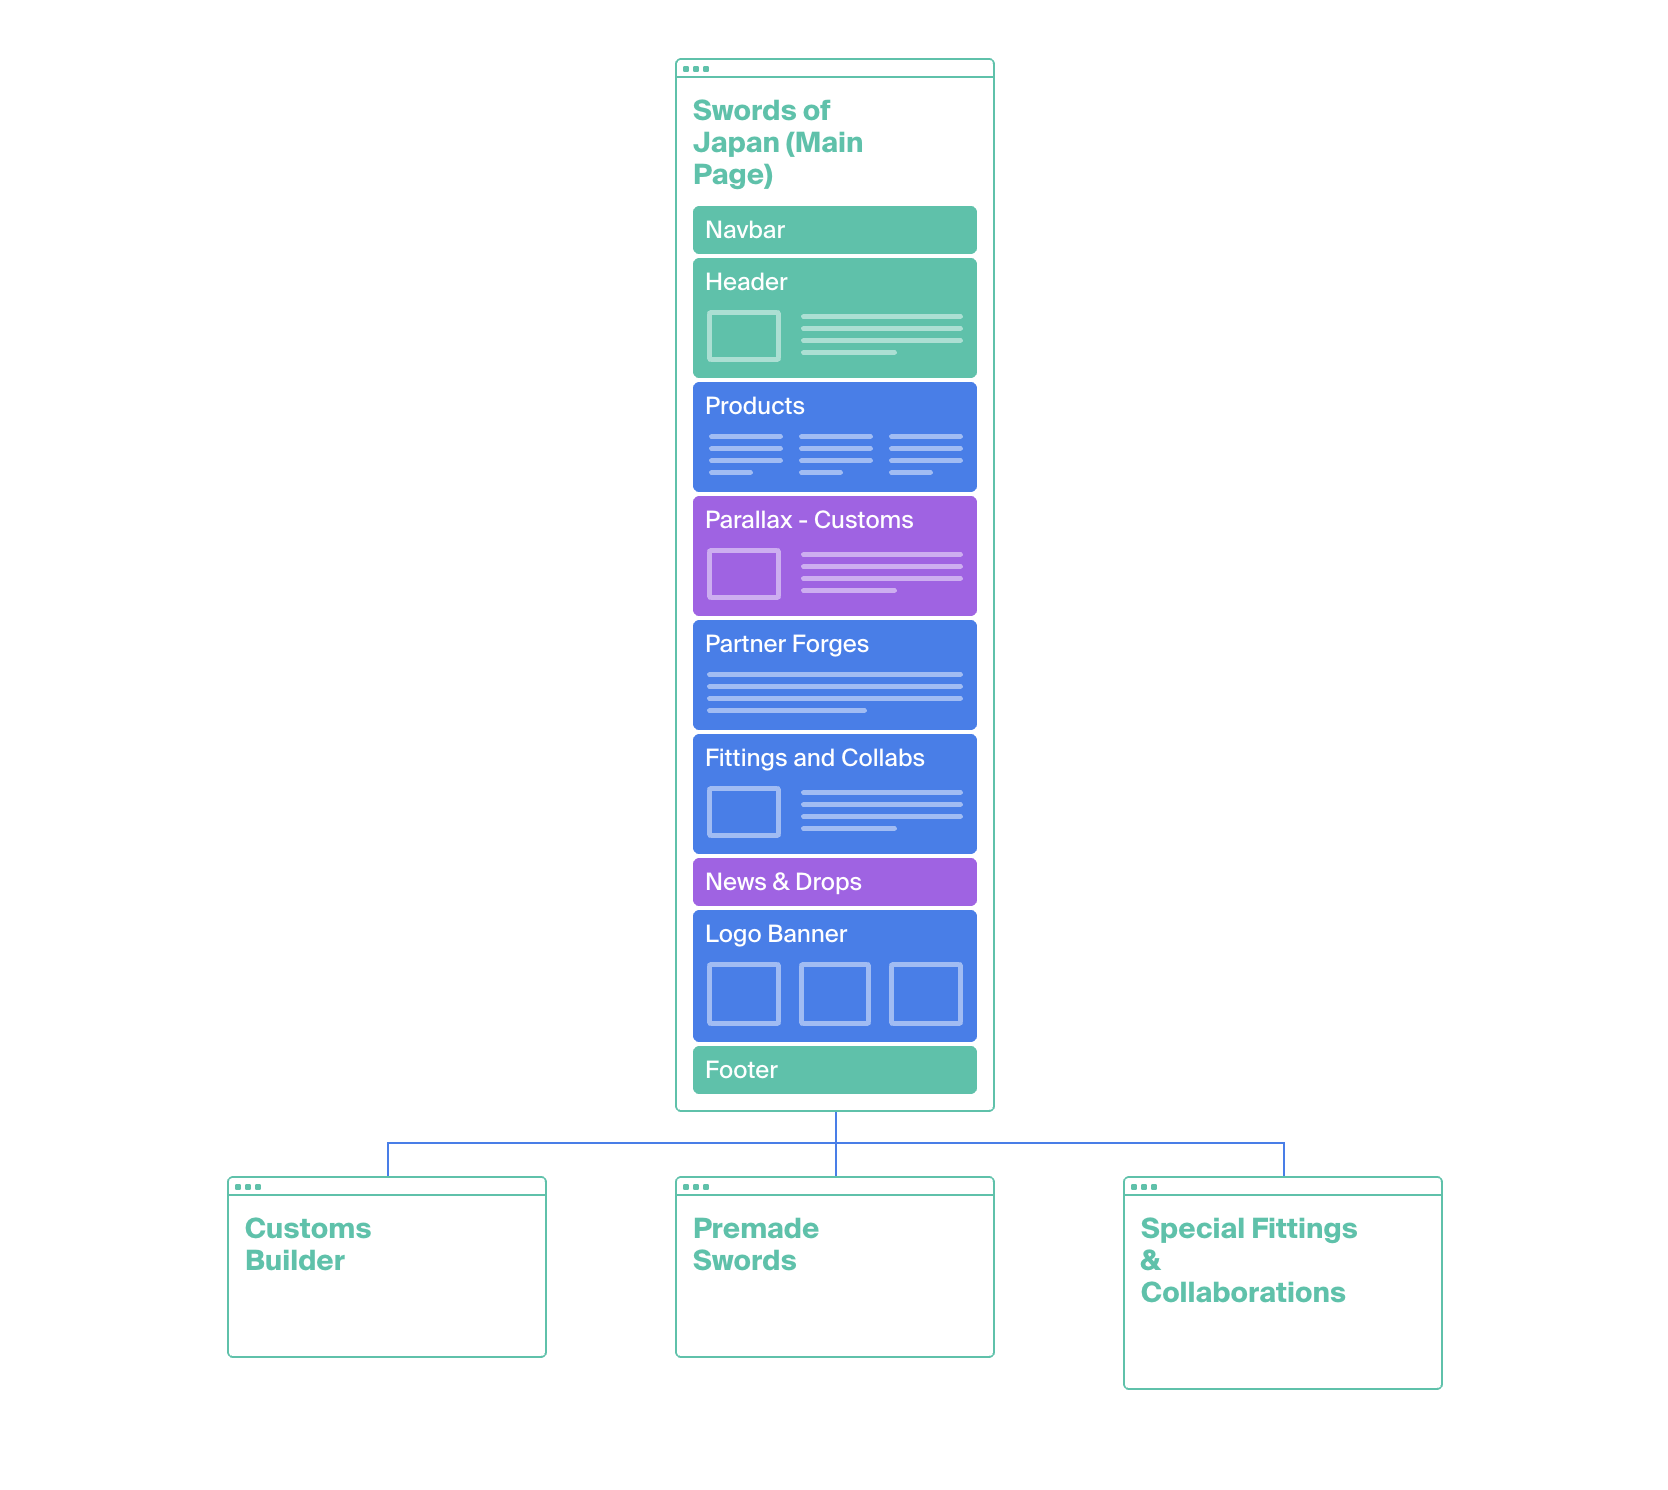 Swords of
Japan (Main
Page)
Navbar
Header
Products
Parallax - Customs
Partner Forges
Fittings and Collabs
News & Drops
Logo Banner
Footer
Customs
Builder
Premade
Swords
Special Fittings
&
Collaborations